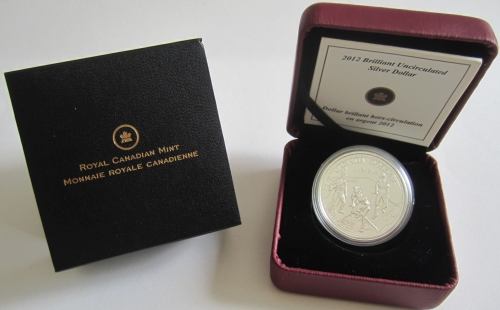 ROYAL CANADIAN MINT
MONNAIE ROYALE CANADIENNE
2012 Brilliant Uncirculated
Silver Dollar
Dollar brillant hors-circulation
en argent 2012